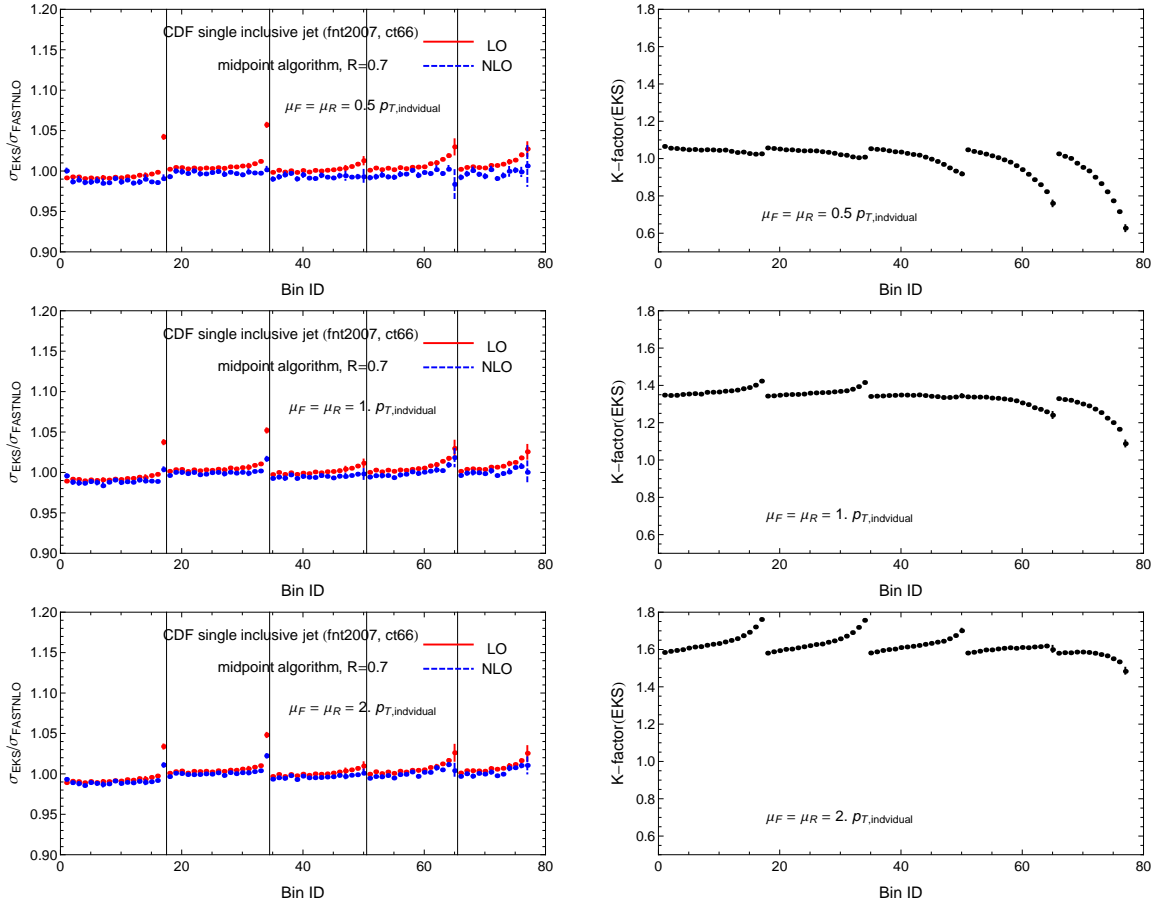 CDF single inclusive jet (fnt2007, ct66)
LO
midpoint algorithm, R=0.7
NLO
μF = μR = 0.5 pT,indvidual
σEKS/σFASTNLO
1.20
1.15
1.10
1.05
1.00
0.95
0.90
0 20 40 60 80
Bin ID
K-factor(EKS)
1.8
1.6
1.4
1.2
1.0
0.8
0.6
μF = μR = 0.5 pT,indvidual
0 20 40 60 80
Bin ID
CDF single inclusive jet (fnt2007, ct66)
LO
midpoint algorithm, R=0.7
NLO
μF = μR = 1. pT,indvidual
σEKS/σFASTNLO
1.20
1.15
1.10
1.05
1.00
0.95
0.90
0 20 40 60 80
Bin ID
K-factor(EKS)
1.8
1.6
1.4
1.2
1.0
0.8
0.6
μF = μR = 1. pT,indvidual
0 20 40 60 80
Bin ID
CDF single inclusive jet (fnt2007, ct66)
LO
midpoint algorithm, R=0.7
NLO
μF = μR = 2. pT,indvidual
σEKS/σFASTNLO
1.20
1.15
1.10
1.05
1.00
0.95
0.90
0 20 40 60 80
Bin ID
K-factor(EKS)
1.8
1.6
1.4
1.2
1.0
0.8
0.6
μF = μR = 2. pT,indvidual
0 20 40 60 80
Bin ID